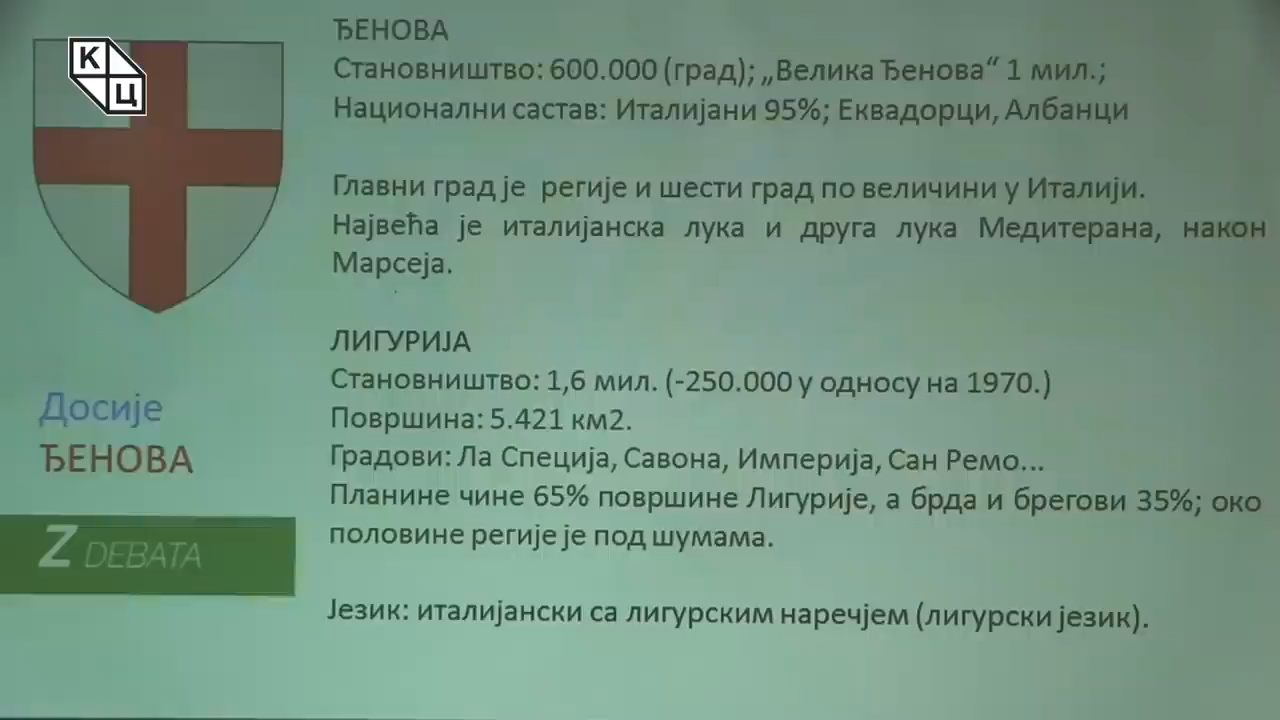 К
Ц
ЂЕНОВА
Становништво: 600.000 (град); „Велика Ђенова“ 1 мил.;
Национални састав: Италијани 95%; Еквадорци, Албанци
Главни град је регије и шести град по величини у Италији.
Највећа је италијанска лука и друга лука Медитерана, након
Марсеја.
ЛИГУРИЈА
Становништво: 1,6 мил. (-250.000 у односу на 1970.)
Површина: 5.421 км2.
Градови: Ла Специја, Савона, Империја, Сан Ремо...
Планине чине 65% површине Лигурије, а брда и брегови 35%; око
половине регије је под шумама.
Језик: италијански са лигурским наречјем (лигурски језик).
Досије
ЂЕНОВА
Z DEBATA